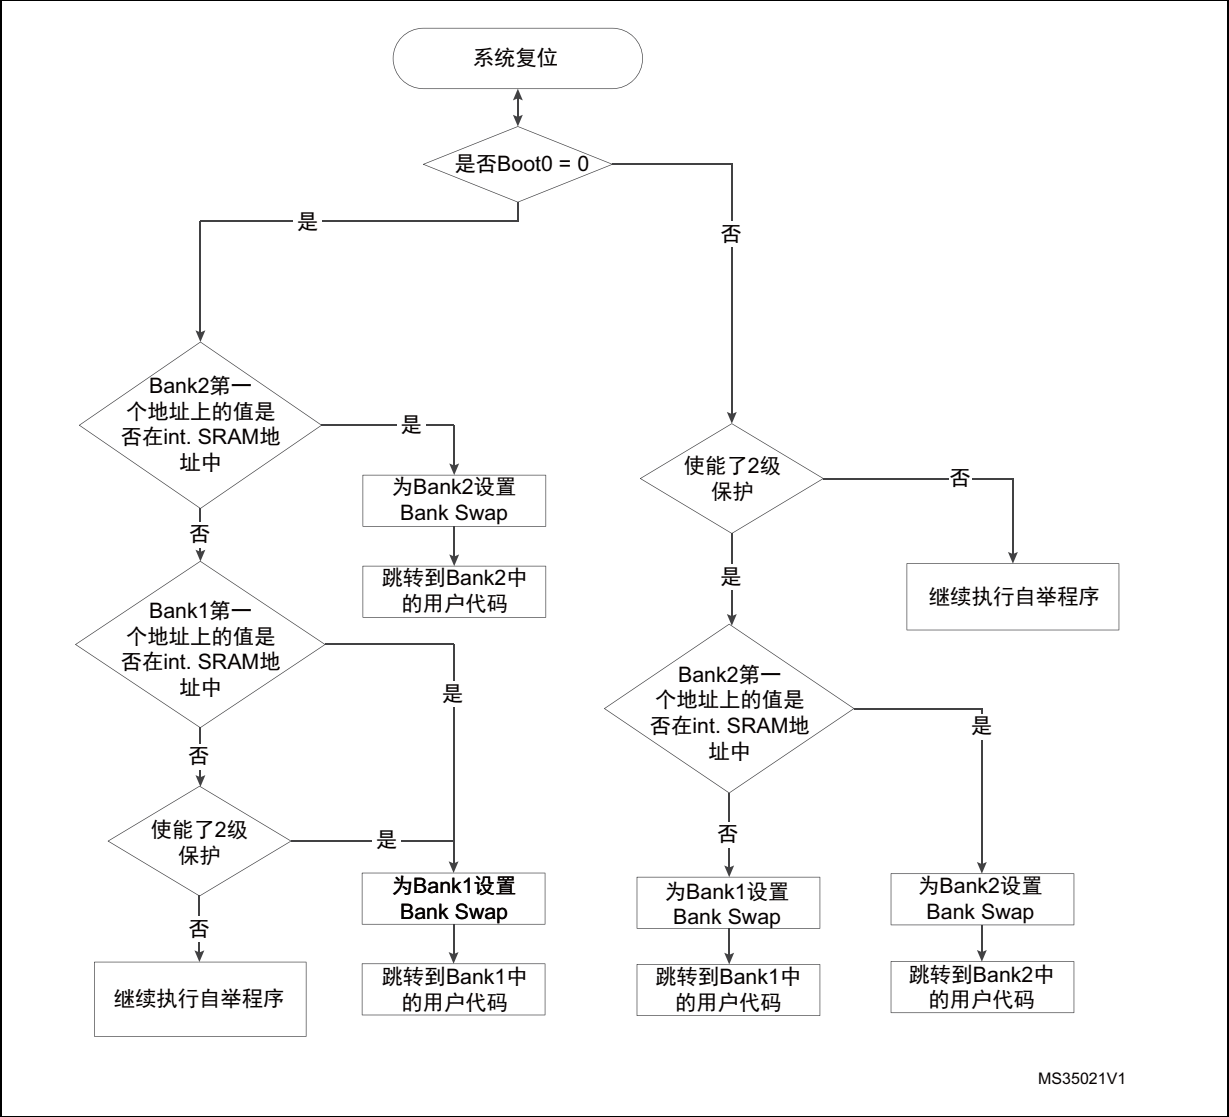 系统复位
是否Boot0 = 0
是
否
Bank2第一
个地址上的值是
否在int. SRAM地
址中
是
为Bank2设置
Bank Swap
跳转到Bank2中
的用户代码
否
Bank1第一
个地址上的值是
否在int. SRAM地
址中
是
否
使能了2级
保护
是
为Bank1设置
Bank Swap
跳转到Bank1中
的用户代码
否
继续执行自举程序
使能了2级
保护
否
继续执行自举程序
是
Bank2第一
个地址上的值是
否在int. SRAM地
址中
是
否
为Bank1设置
Bank Swap
跳转到Bank1中
的用户代码
为Bank2设置
Bank Swap
跳转到Bank2中
的用户代码
MS35021V1